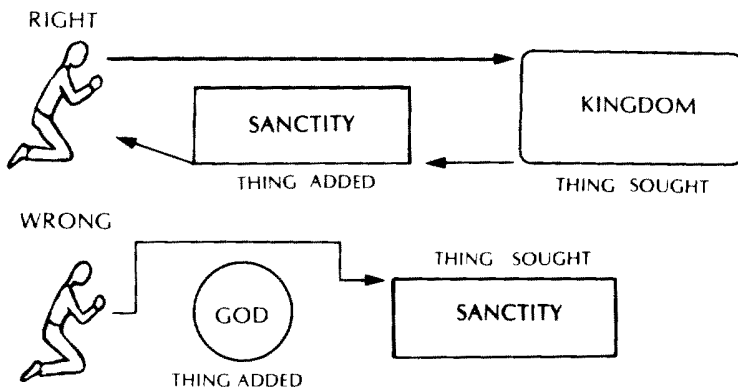 RIGHT
SANCTITY
KINGDOM
THING ADDED
THING SOUGHT
WRONG
THING SOUGHT
GOD
SANCTITY
THING ADDED